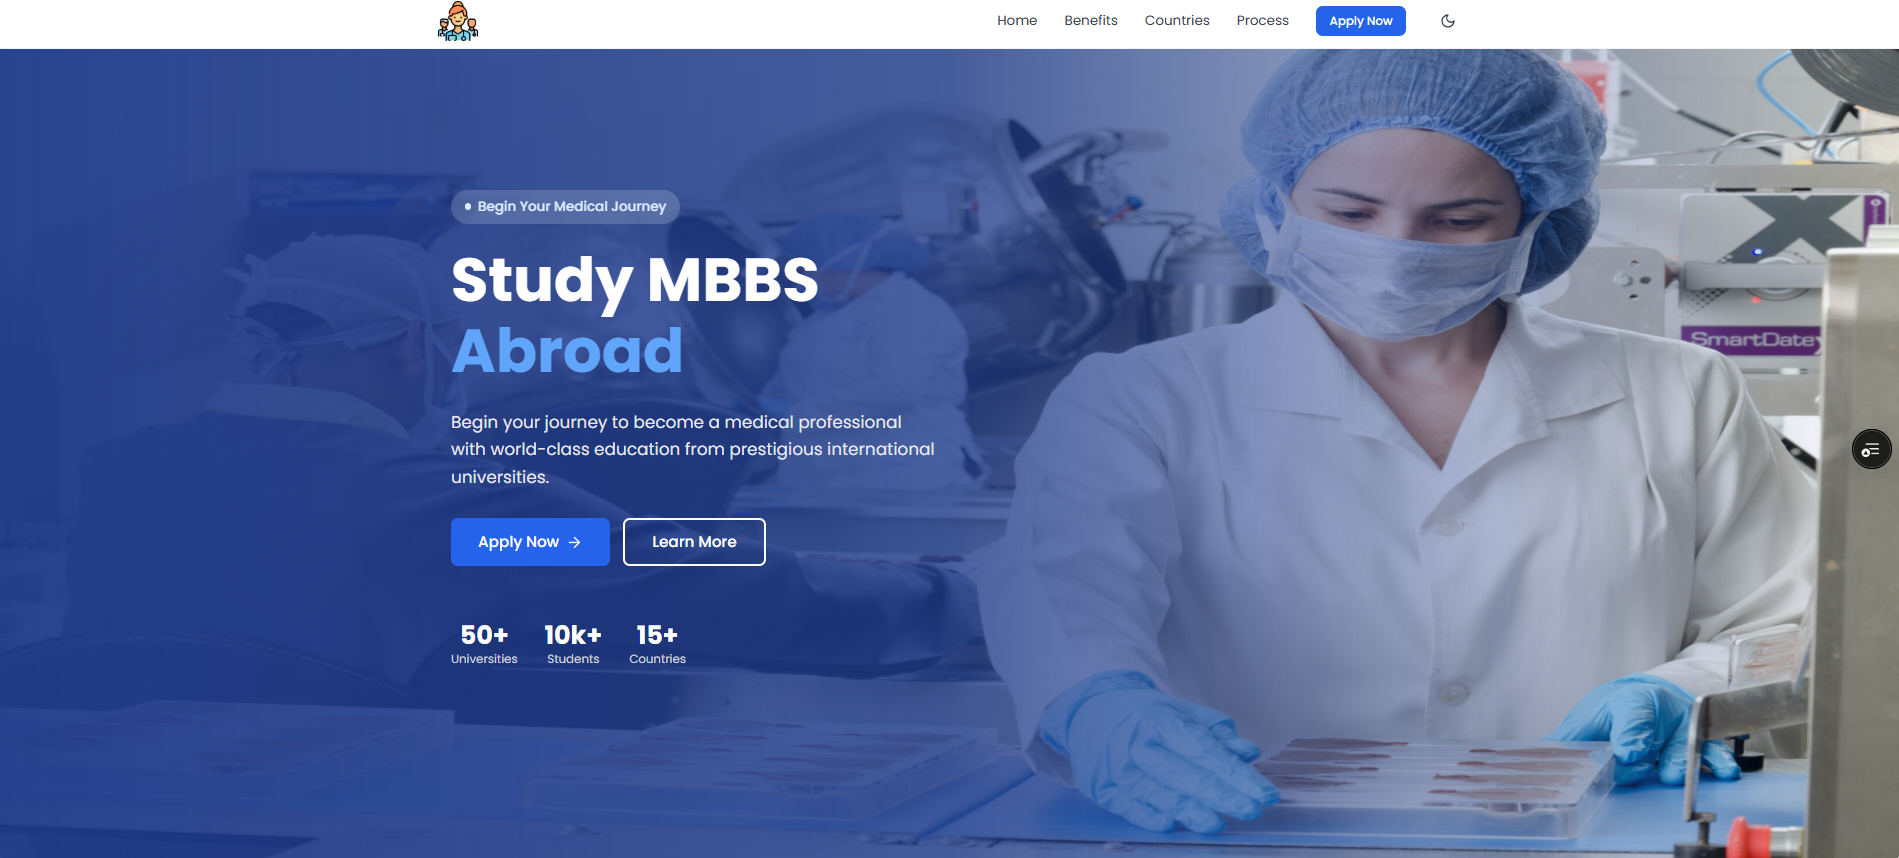 Home Benefits Countries Process Apply Now
Begin Your Medical Journey
Study MBBS
Abroad
Begin your journey to become a medical professional
with world-class education from prestigious international
universities.
Apply Now → Learn More
50+ 10k+ 15+
Universities Students Countries
SmartDate